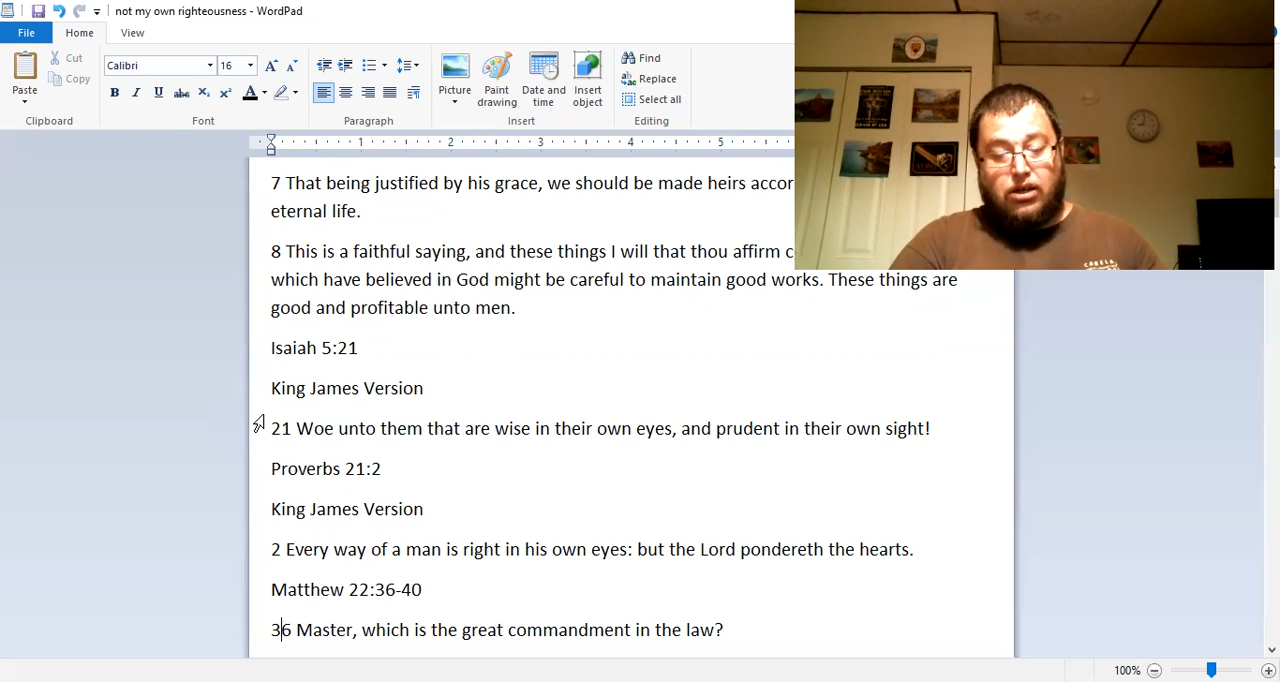 not my own righteousness - WordPad
File
Home
View
Paste
Cut
Copy
Clipboard
Calibri
16
Font
Paragraph
Picture
Paint drawing
Date and time
Insert object
Insert
Find
Replace
Select all
Editing
1 2 3 4 5
7 That being justified by his grace, we should be made heirs accor
eternal life.
8 This is a faithful saying, and these things I will that thou affirm c
which have believed in God might be careful to maintain good works. These things are
good and profitable unto men.
Isaiah 5:21
King James Version
21 Woe unto them that are wise in their own eyes, and prudent in their own sight!
Proverbs 21:2
King James Version
2 Every way of a man is right in his own eyes: but the Lord pondereth the hearts.
Matthew 22:36-40
36 Master, which is the great commandment in the law?
CABELA
100%